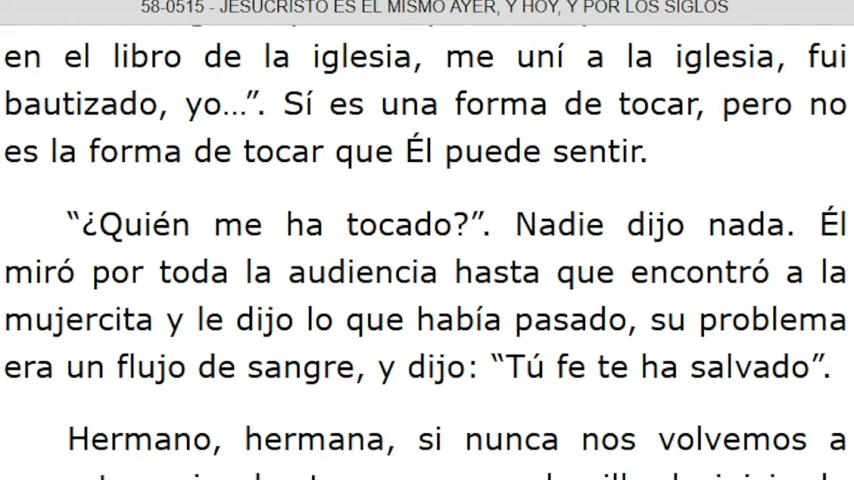 58-0515 - JESUCRISTO ES EL MISMO AYER, Y HOY, Y POR LOS SIGLOS
en el libro de la iglesia, me uní a la iglesia, fui
bautizado, yo...”. Sí es una forma de tocar, pero no
es la forma de tocar que Él puede sentir.
“¿Quién me ha tocado?”. Nadie dijo nada. Él
miró por toda la audiencia hasta que encontró a la
mujercita y le dijo lo que había pasado, su problema
era un flujo de sangre, y dijo: “Tú fe te ha salvado”.
Hermano, hermana, si nunca nos volvemos a